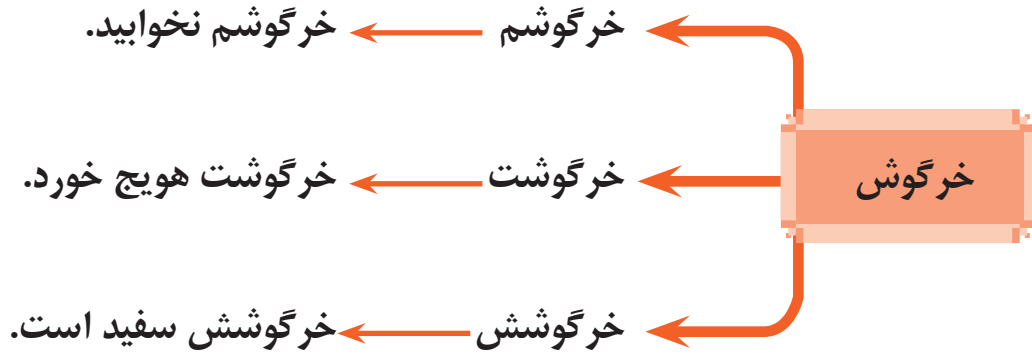 خرگوش
خرگوشم خرگوشم نخوابید.
خرگوشت خرگوشت هویج خورد.
خرگوشش خرگوشش سفید است.